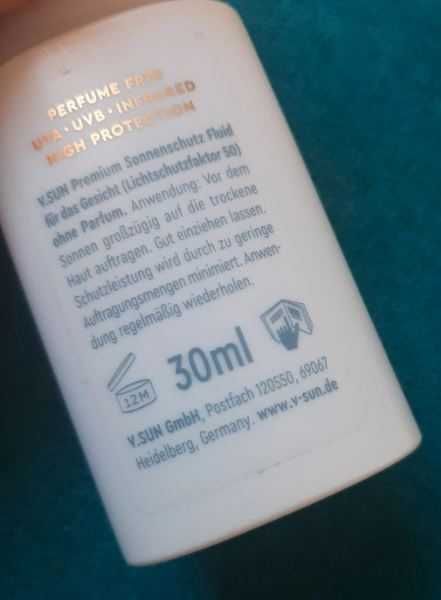 PERFUME FREE
UVA · UVB · INFRARED
HIGH PROTECTION
V.SUN Premium Sonnenschutz Fluid
für das Gesicht (Lichtschutzfaktor 50)
ohne Parfum. Anwendung: Vor dem
Sonnen großzügig auf die trockene
Haut auftragen. Gut einziehen lassen.
Schutzleistung wird durch zu geringe
Auftragungsmengen minimiert. Anwen-
dung regelmäßig wiederholen.
12M
30ml
V.SUN GmbH, Postfach 120550, 69067
Heidelberg, Germany. www.v-sun.de